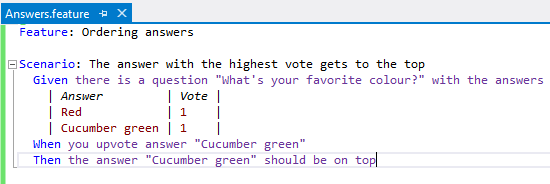 Answers.feature
Feature: Ordering answers
Scenario: The answer with the highest vote gets to the top
Given there is a question "What's your favorite colour?" with the answers
| Answer | Vote |
| Red | 1 |
| Cucumber green | 1 |
When you upvote answer "Cucumber green"
Then the answer "Cucumber green" should be on top